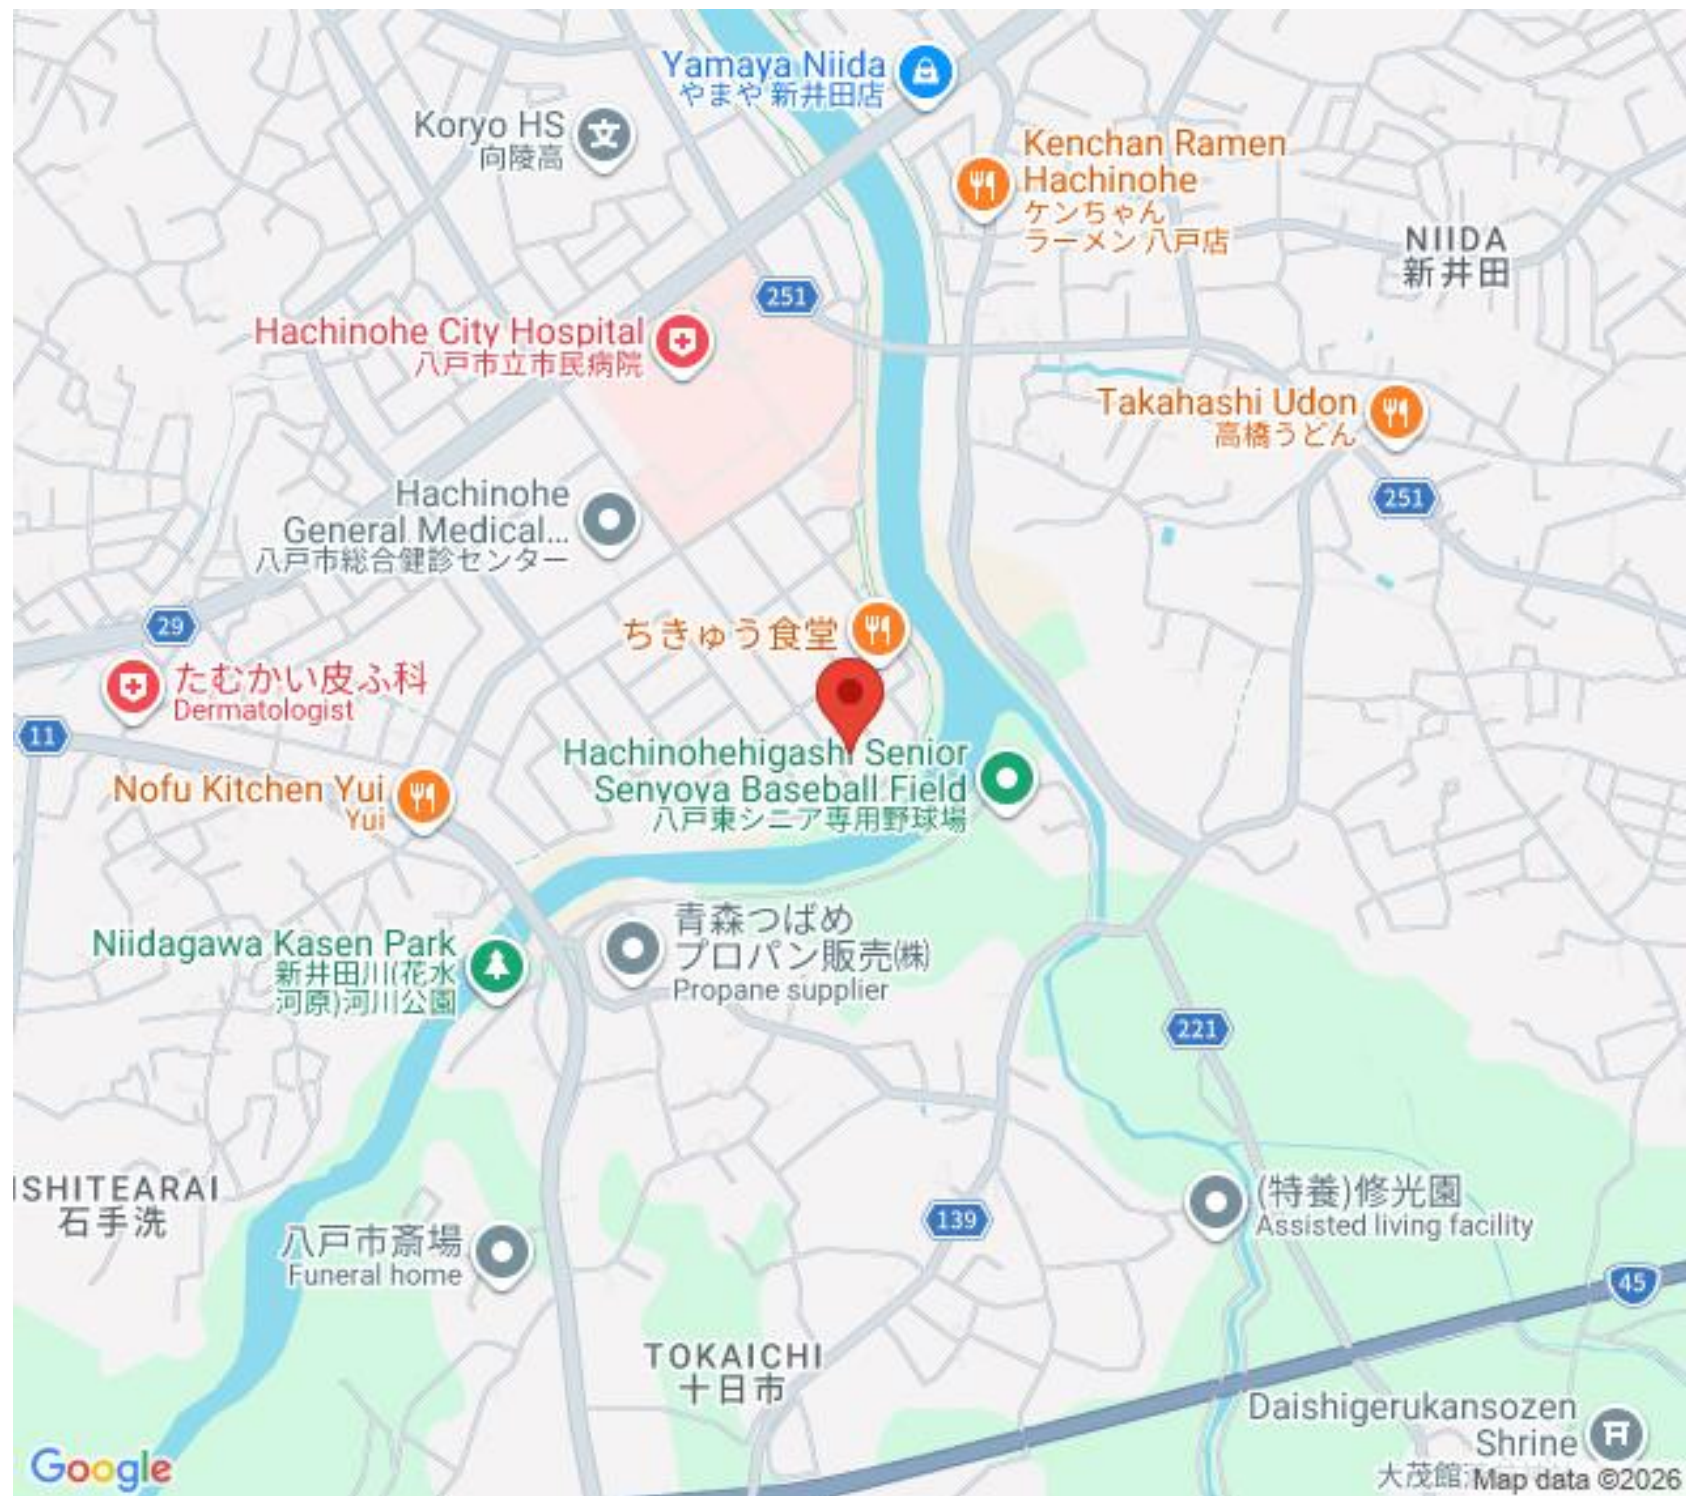 Yamaya Niida
やまや 新井田店
Koryo HS
向陵高
Kenchan Ramen
Hachinohe
ケンちゃん
ラーメン 八戸店
NIIDA
新井田
251
Hachinohe City Hospital
八戸市立市民病院
Takahashi Udon
高橋うどん
251
Hachinohe
General Medical...
八戸市総合健診センター
29
ちきゅう食堂
たむかい皮ふ科
Dermatologist
11
Hachinohehigashi Senior
Senyoya Baseball Field
八戸東シニア専用野球場
Nofu Kitchen Yui
Yui
青森つばめ
プロパン販売㈱
Propane supplier
Niidagawa Kasen Park
新井田川(花水
河原)河川公園
221
ISHITEARAI
石手洗
(特養)修光園
Assisted living facility
139
八戸市斎場
Funeral home
45
TOKAICHI
十日市
Daishigerukansozen
Shrine
大茂館
Google
Map data ©2026